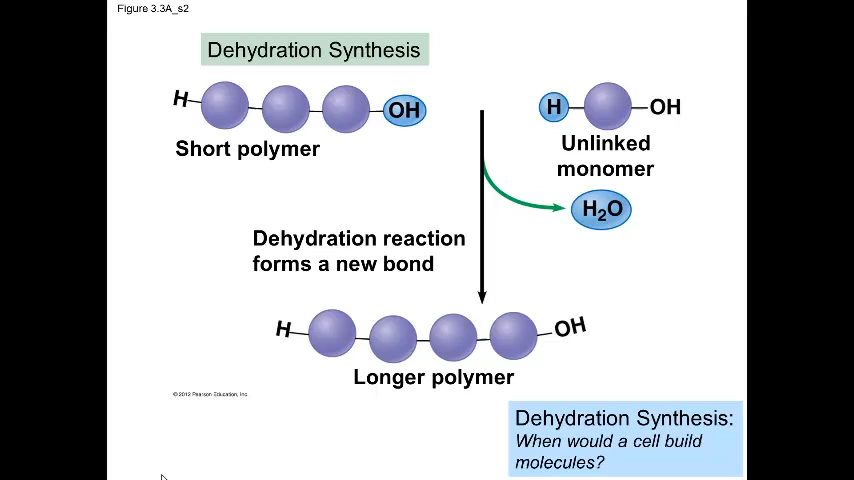 Figure 3.3A_s2
Dehydration Synthesis
H
OH
Short polymer
H
OH
Unlinked
monomer
H₂O
Dehydration reaction
forms a new bond
H
OH
Longer polymer
© 2012 Pearson Education, Inc.
Dehydration Synthesis:
When would a cell build
molecules?